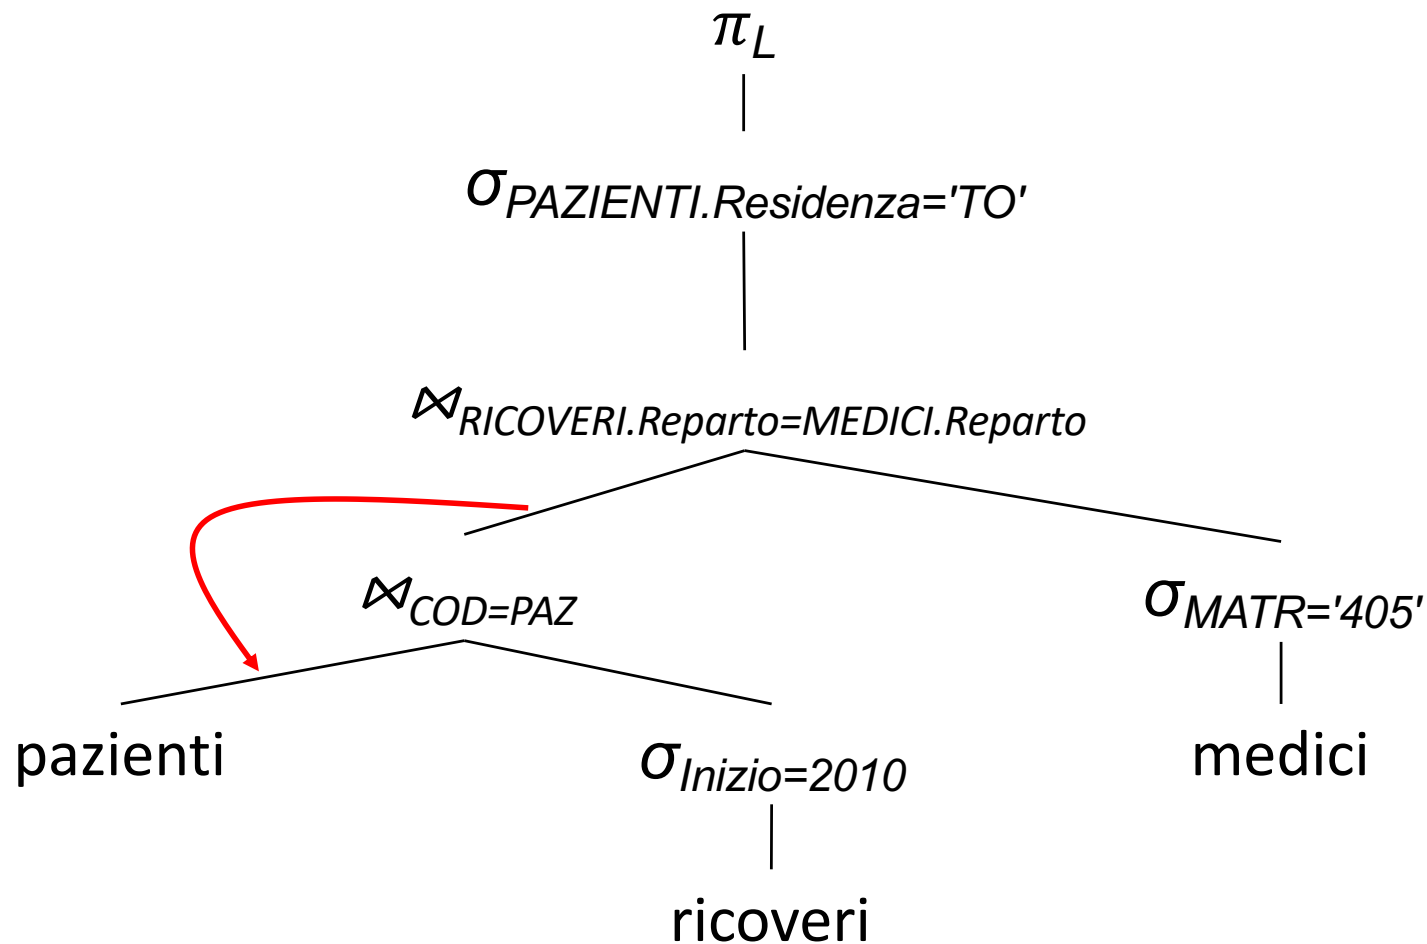 π_L
σ_PAZIENTI.Residenza='TO'
⋈_RICOVERI.Reparto=MEDICI.Reparto
⋈_COD=PAZ
σ_MATR='405'
pazienti
σ_Inizio=2010
medici
ricoveri